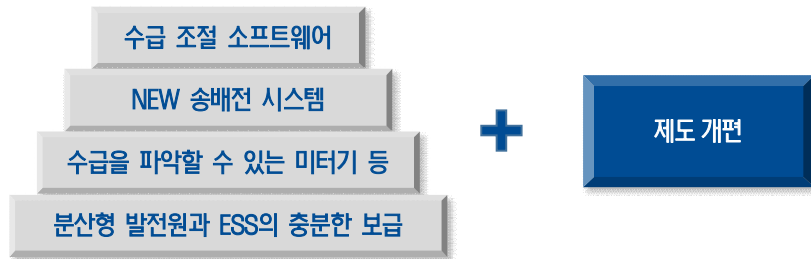 수급 조절 소프트웨어
NEW 송배전 시스템
수급을 파악할 수 있는 미터기 등
분산형 발전원과 ESS의 충분한 보급
+
제도 개편